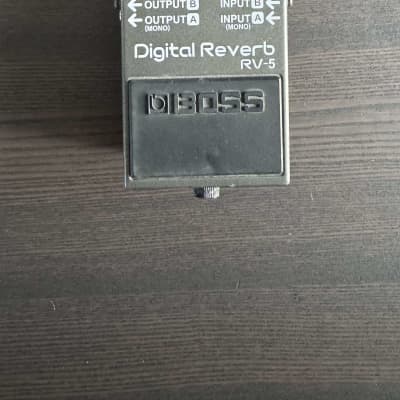 OUTPUT B INPUT B
OUTPUT A INPUT A
(MONO) (MONO)
Digital Reverb
RV-5
BOSS